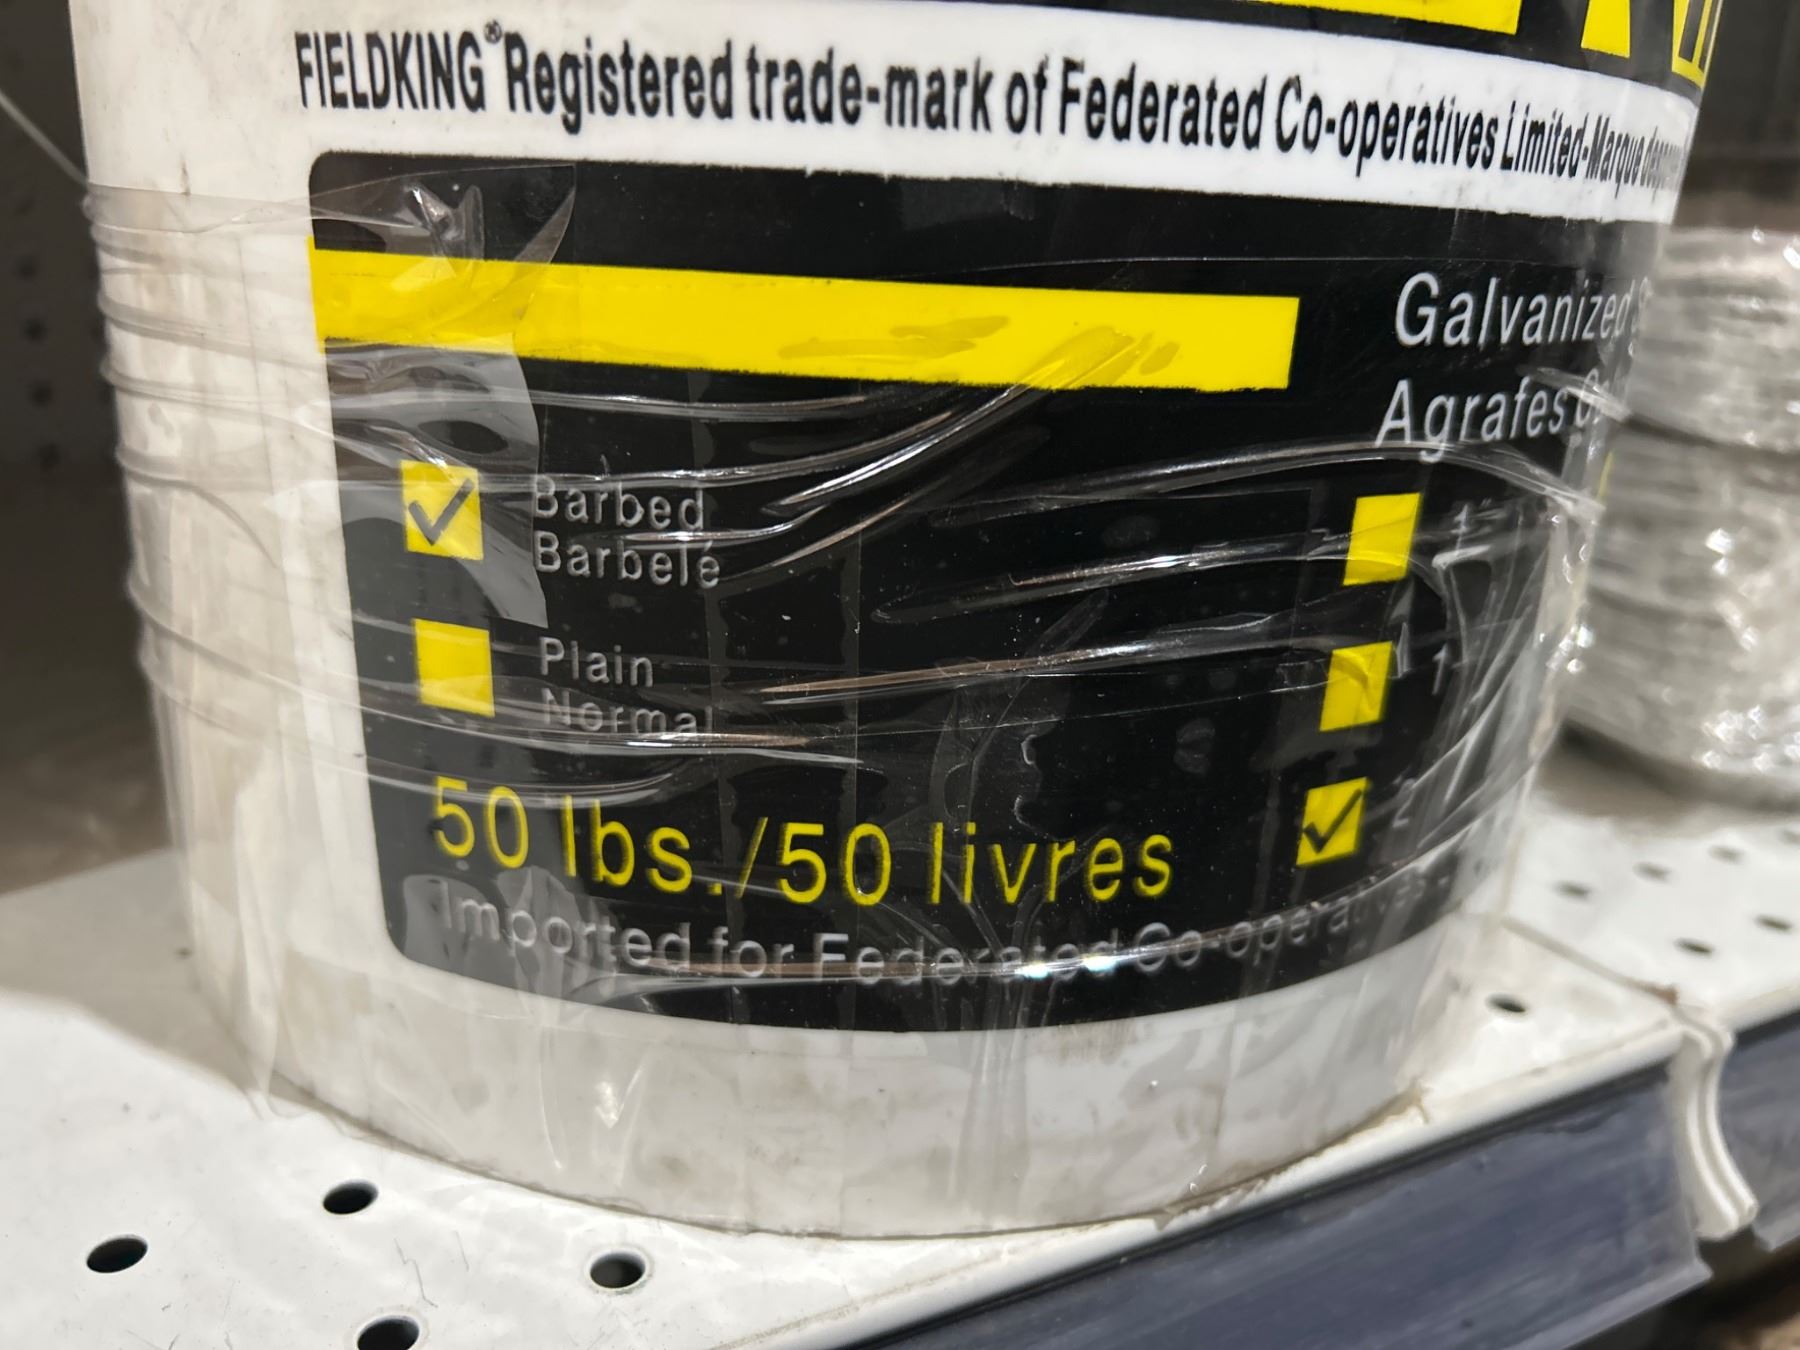 FIELDKING® Registered trade-mark of Federated Co-operatives Limited-Marque
Galvanized
Agrafes
Barbed
Barbelé
Plain
Normal
50 lbs./50 livres
Imported for Federated Co-operatives